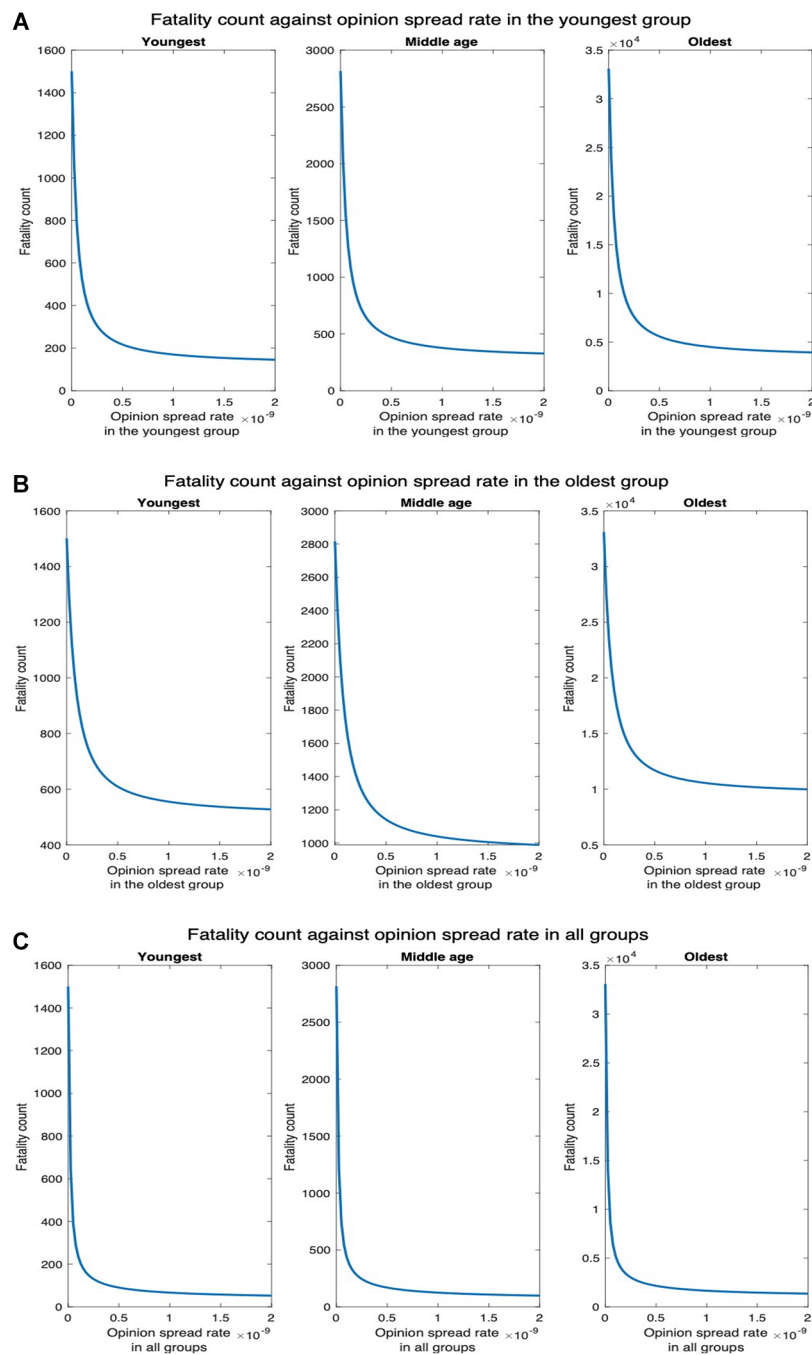 A
Fatality count against opinion spread rate in the youngest group
Youngest
Middle age
Oldest
×10^4
1600
1400
1200
1000
800
600
400
200
0
Fatality count
0 0.5 1 1.5 2
Opinion spread rate ×10^-9
in the youngest group
3000
2500
2000
1500
1000
500
0
Fatality count
0 0.5 1 1.5 2
Opinion spread rate ×10^-9
in the youngest group
3.5
3
2.5
2
1.5
1
0.5
0
Fatality count
0 0.5 1 1.5 2
Opinion spread rate ×10^-9
in the youngest group
B
Fatality count against opinion spread rate in the oldest group
Youngest
Middle age
Oldest
×10^4
1600
1400
1200
1000
800
600
400
Fatality count
0 0.5 1 1.5 2
Opinion spread rate ×10^-9
in the oldest group
3000
2800
2600
2400
2200
2000
1800
1600
1400
1200
1000
Fatality count
0 0.5 1 1.5 2
Opinion spread rate ×10^-9
in the oldest group
3.5
3
2.5
2
1.5
1
0.5
Fatality count
0 0.5 1 1.5 2
Opinion spread rate ×10^-9
in the oldest group
C
Fatality count against opinion spread rate in all groups
Youngest
Middle age
Oldest
×10^4
1600
1400
1200
1000
800
600
400
200
0
Fatality count
0 0.5 1 1.5 2
Opinion spread rate ×10^-9
in all groups
3000
2500
2000
1500
1000
500
0
Fatality count
0 0.5 1 1.5 2
Opinion spread rate ×10^-9
in all groups
3.5
3
2.5
2
1.5
1
0.5
0
Fatality count
0 0.5 1 1.5 2
Opinion spread rate ×10^-9
in all groups